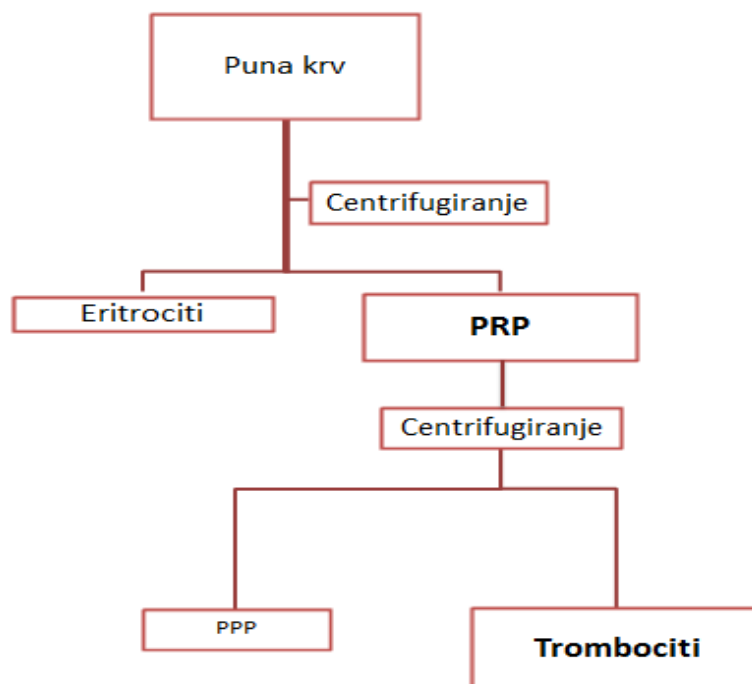 Puna krv
Centrifugiranje
Eritrociti
PRP
Centrifugiranje
PPP
Trombociti